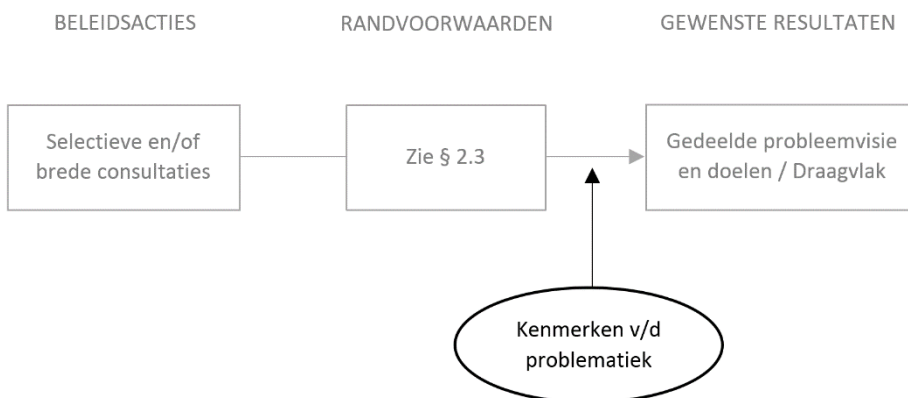 BELEIDSACTIES
RANDVOORWAARDEN
GEWENSTE RESULTATEN
Selectieve en/of
brede consultaties
Zie § 2.3
Gedeelde probleemvisie
en doelen / Draagvlak
Kenmerken v/d
problematiek